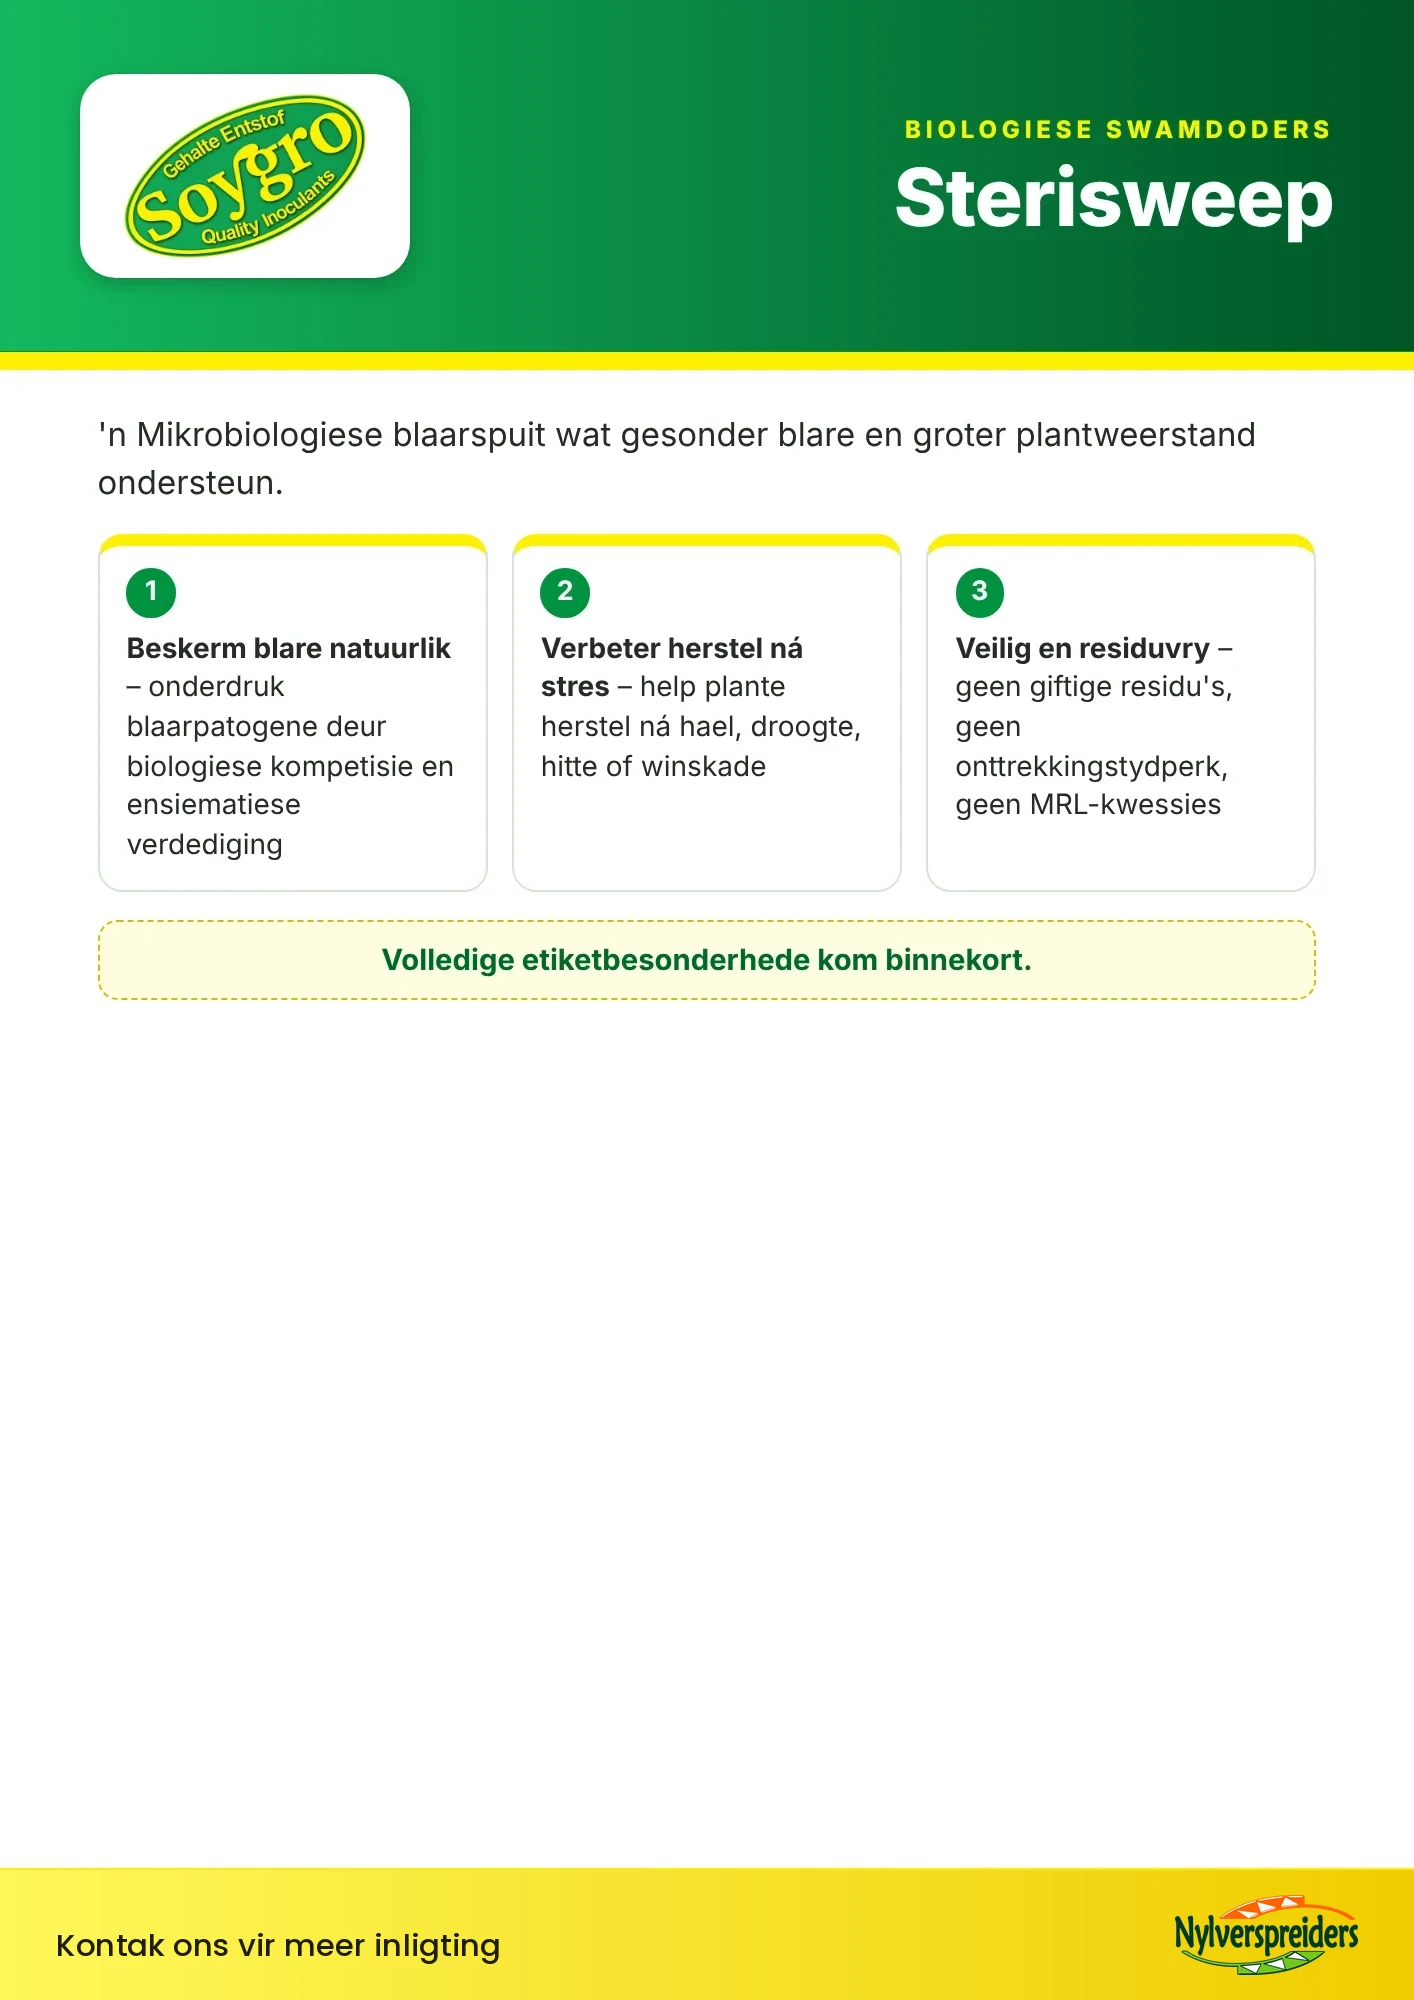 Gehalte Entstof
Soygro
Quality Inoculants
BIOLOGIESE SWAMDODERS
Sterisweep
'n Mikrobiologiese blaarspuit wat gesonder blare en groter plantweerstand
ondersteun.
1
Beskerm blare natuurlik
– onderdruk
blaarpatogene deur
biologiese kompetisie en
ensiematiese
verdediging
2
Verbeter herstel ná
stres – help plante
herstel ná hael, droogte,
hitte of winskade
3
Veilig en residuvry –
geen giftige residu's,
geen
onttrekkingstydperk,
geen MRL-kwessies
Volledige etiketbesonderhede kom binnekort.
Kontak ons vir meer inligting
Nylverspreiders